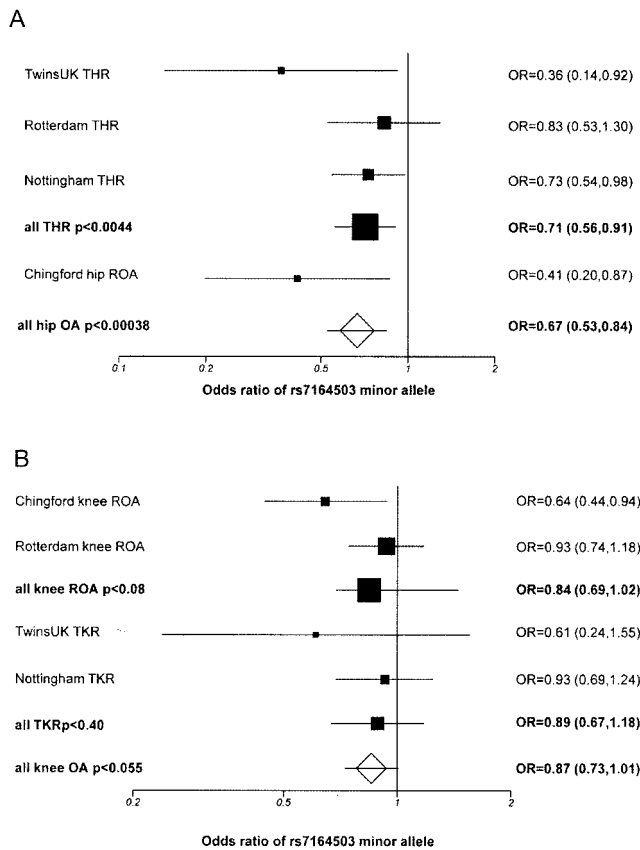 A
TwinsUK THR OR=0.36 (0.14,0.92)
Rotterdam THR OR=0.83 (0.53,1.30)
Nottingham THR OR=0.73 (0.54,0.98)
all THR p<0.0044 OR=0.71 (0.56,0.91)
Chingford hip ROA OR=0.41 (0.20,0.87)
all hip OA p<0.00038 OR=0.67 (0.53,0.84)
0.1 0.2 0.5 1 2
Odds ratio of rs7164503 minor allele
B
Chingford knee ROA OR=0.64 (0.44,0.94)
Rotterdam knee ROA OR=0.93 (0.74,1.18)
all knee ROA p<0.08 OR=0.84 (0.69,1.02)
TwinsUK TKR OR=0.61 (0.24,1.55)
Nottingham TKR OR=0.93 (0.69,1.24)
all TKRp<0.40 OR=0.89 (0.67,1.18)
all knee OA p<0.055 OR=0.87 (0.73,1.01)
0.2 0.5 1 2
Odds ratio of rs7164503 minor allele